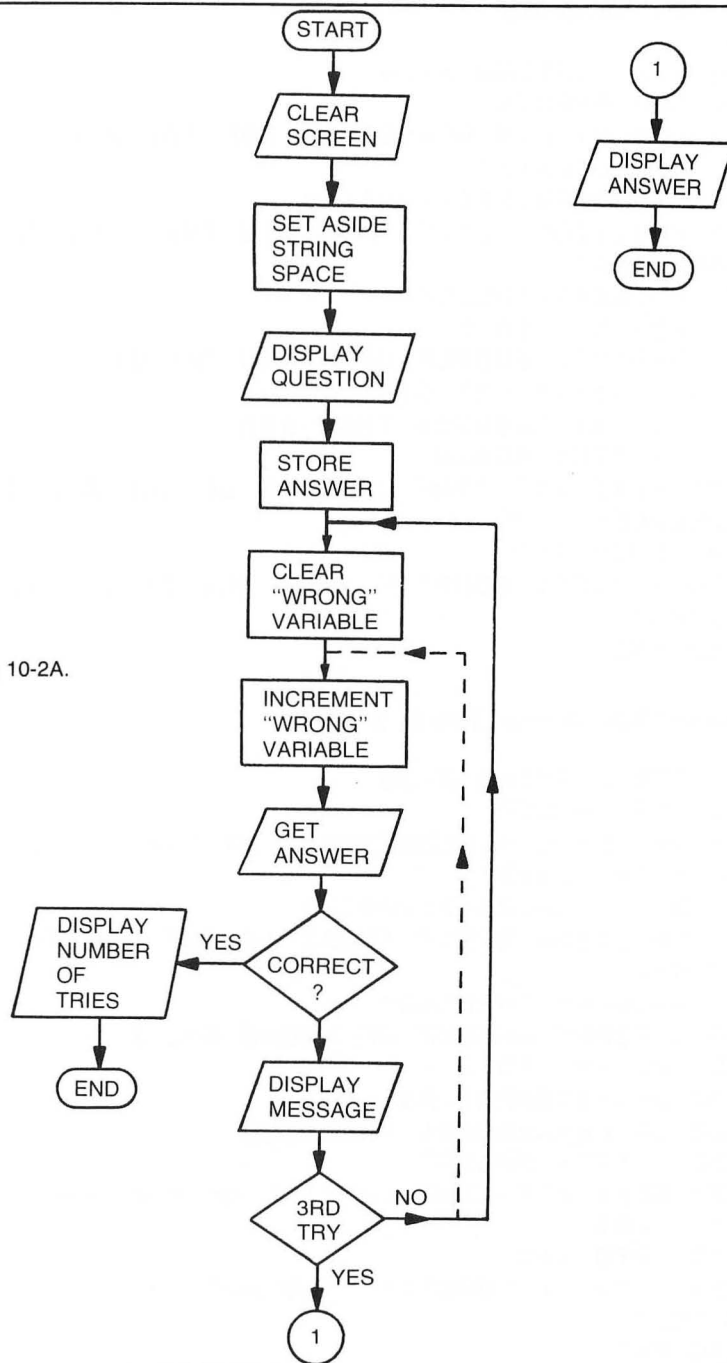 START
CLEAR
SCREEN
SET ASIDE
STRING
SPACE
DISPLAY
QUESTION
STORE
ANSWER
CLEAR
"WRONG"
VARIABLE
10-2A.
INCREMENT
"WRONG"
VARIABLE
GET
ANSWER
CORRECT
?
YES
DISPLAY
NUMBER
OF
TRIES
END
DISPLAY
MESSAGE
3RD
TRY
NO
YES
1
1
DISPLAY
ANSWER
END